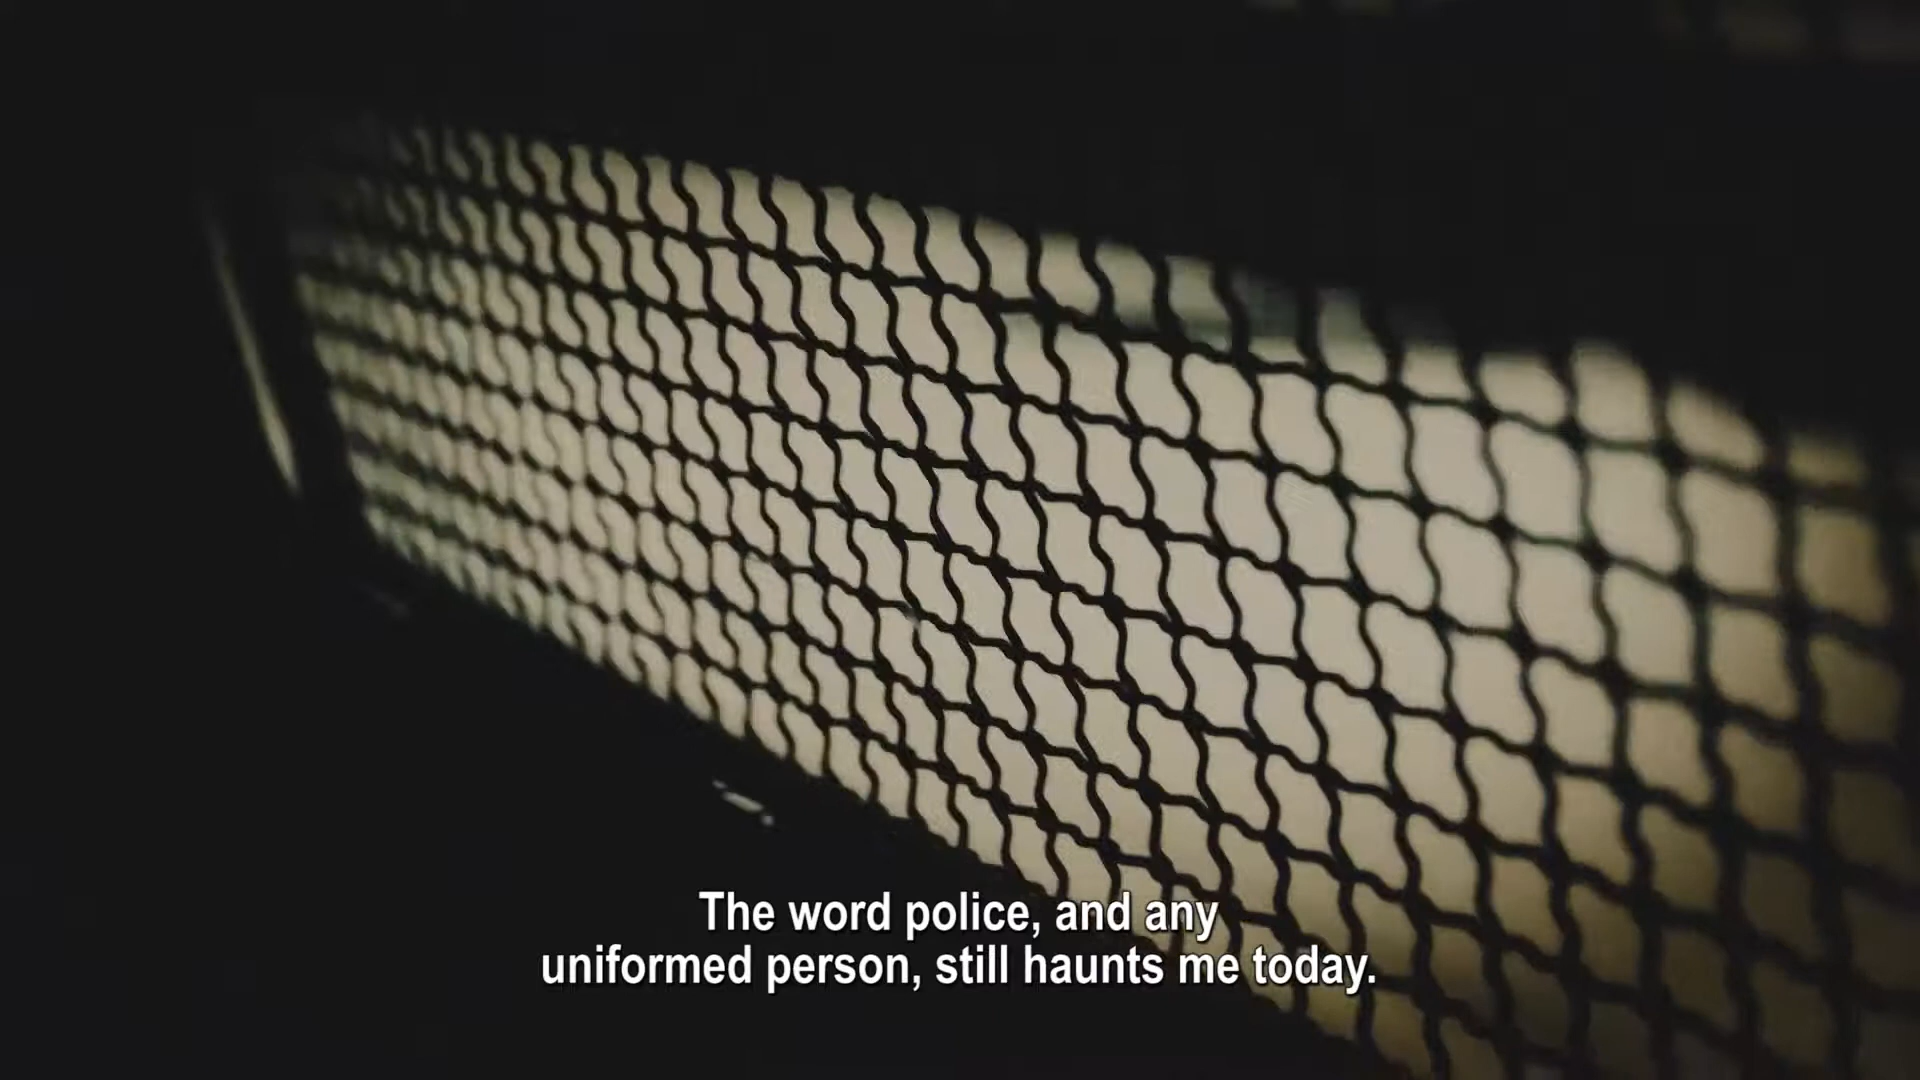 The word police, and any
uniformed person, still haunts me today.